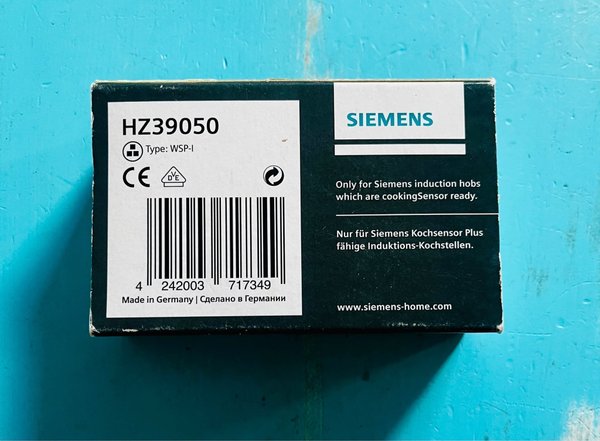 HZ39050
Type: WSP-I
CE
VDE
4 242003 717349
Made in Germany | Сделано в Германии
SIEMENS
Only for Siemens induction hobs
which are cookingSensor ready.
Nur für Siemens Kochsensor Plus
fähige Induktions-Kochstellen.
www.siemens-home.com